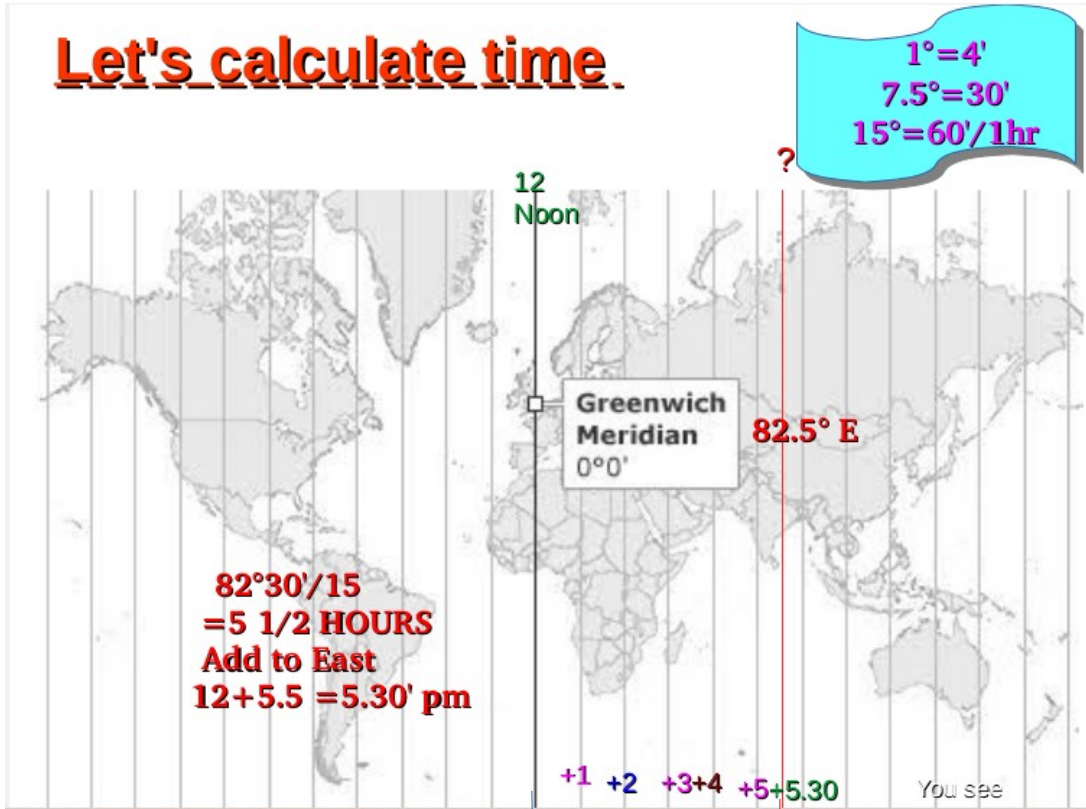 Let's calculate time
1°=4'
7.5°=30'
15°=60'/1hr
?
12
Noon
Greenwich
Meridian
0°0'
82.5° E
82°30'/15
=5 1/2 HOURS
Add to East
12+5.5 =5.30' pm
+1 +2 +3+4 +5+5.30
You see